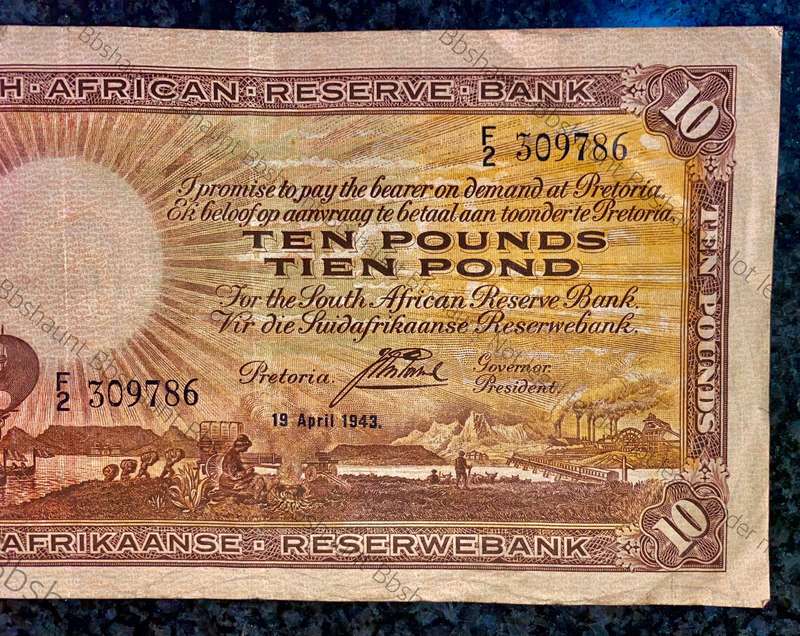 H · AFRICAN · RESERVE · BANK
10
F/2 309786
I promise to pay the bearer on demand at Pretoria.
Ek beloof op aanvraag te betaal aan toonder te Pretoria.
TEN POUNDS
TIEN POND
For the South African Reserve Bank.
Vir die Suidafrikaanse Reserwebank.
Pretoria.
Governor.
President.
F/2 309786
19 April 1943.
TEN POUNDS
AFRIKAANSE · RESERWEBANK
10
Bbshaunt